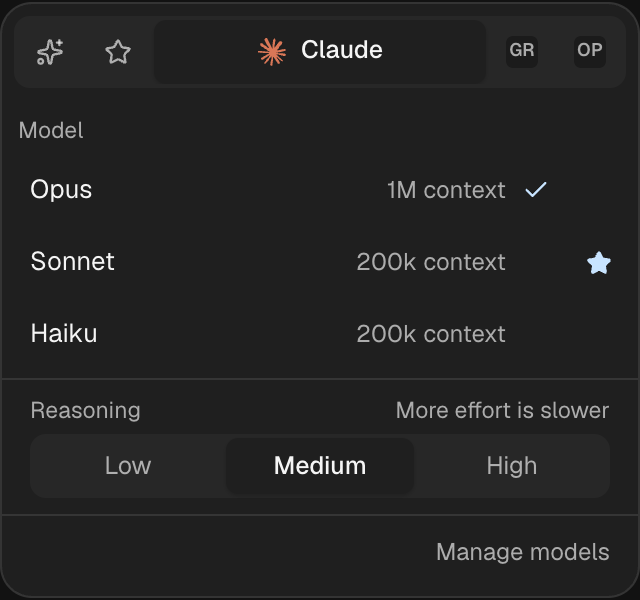 Claude GR OP
Model
Opus 1M context
Sonnet 200k context
Haiku 200k context
Reasoning More effort is slower
Low Medium High
Manage models